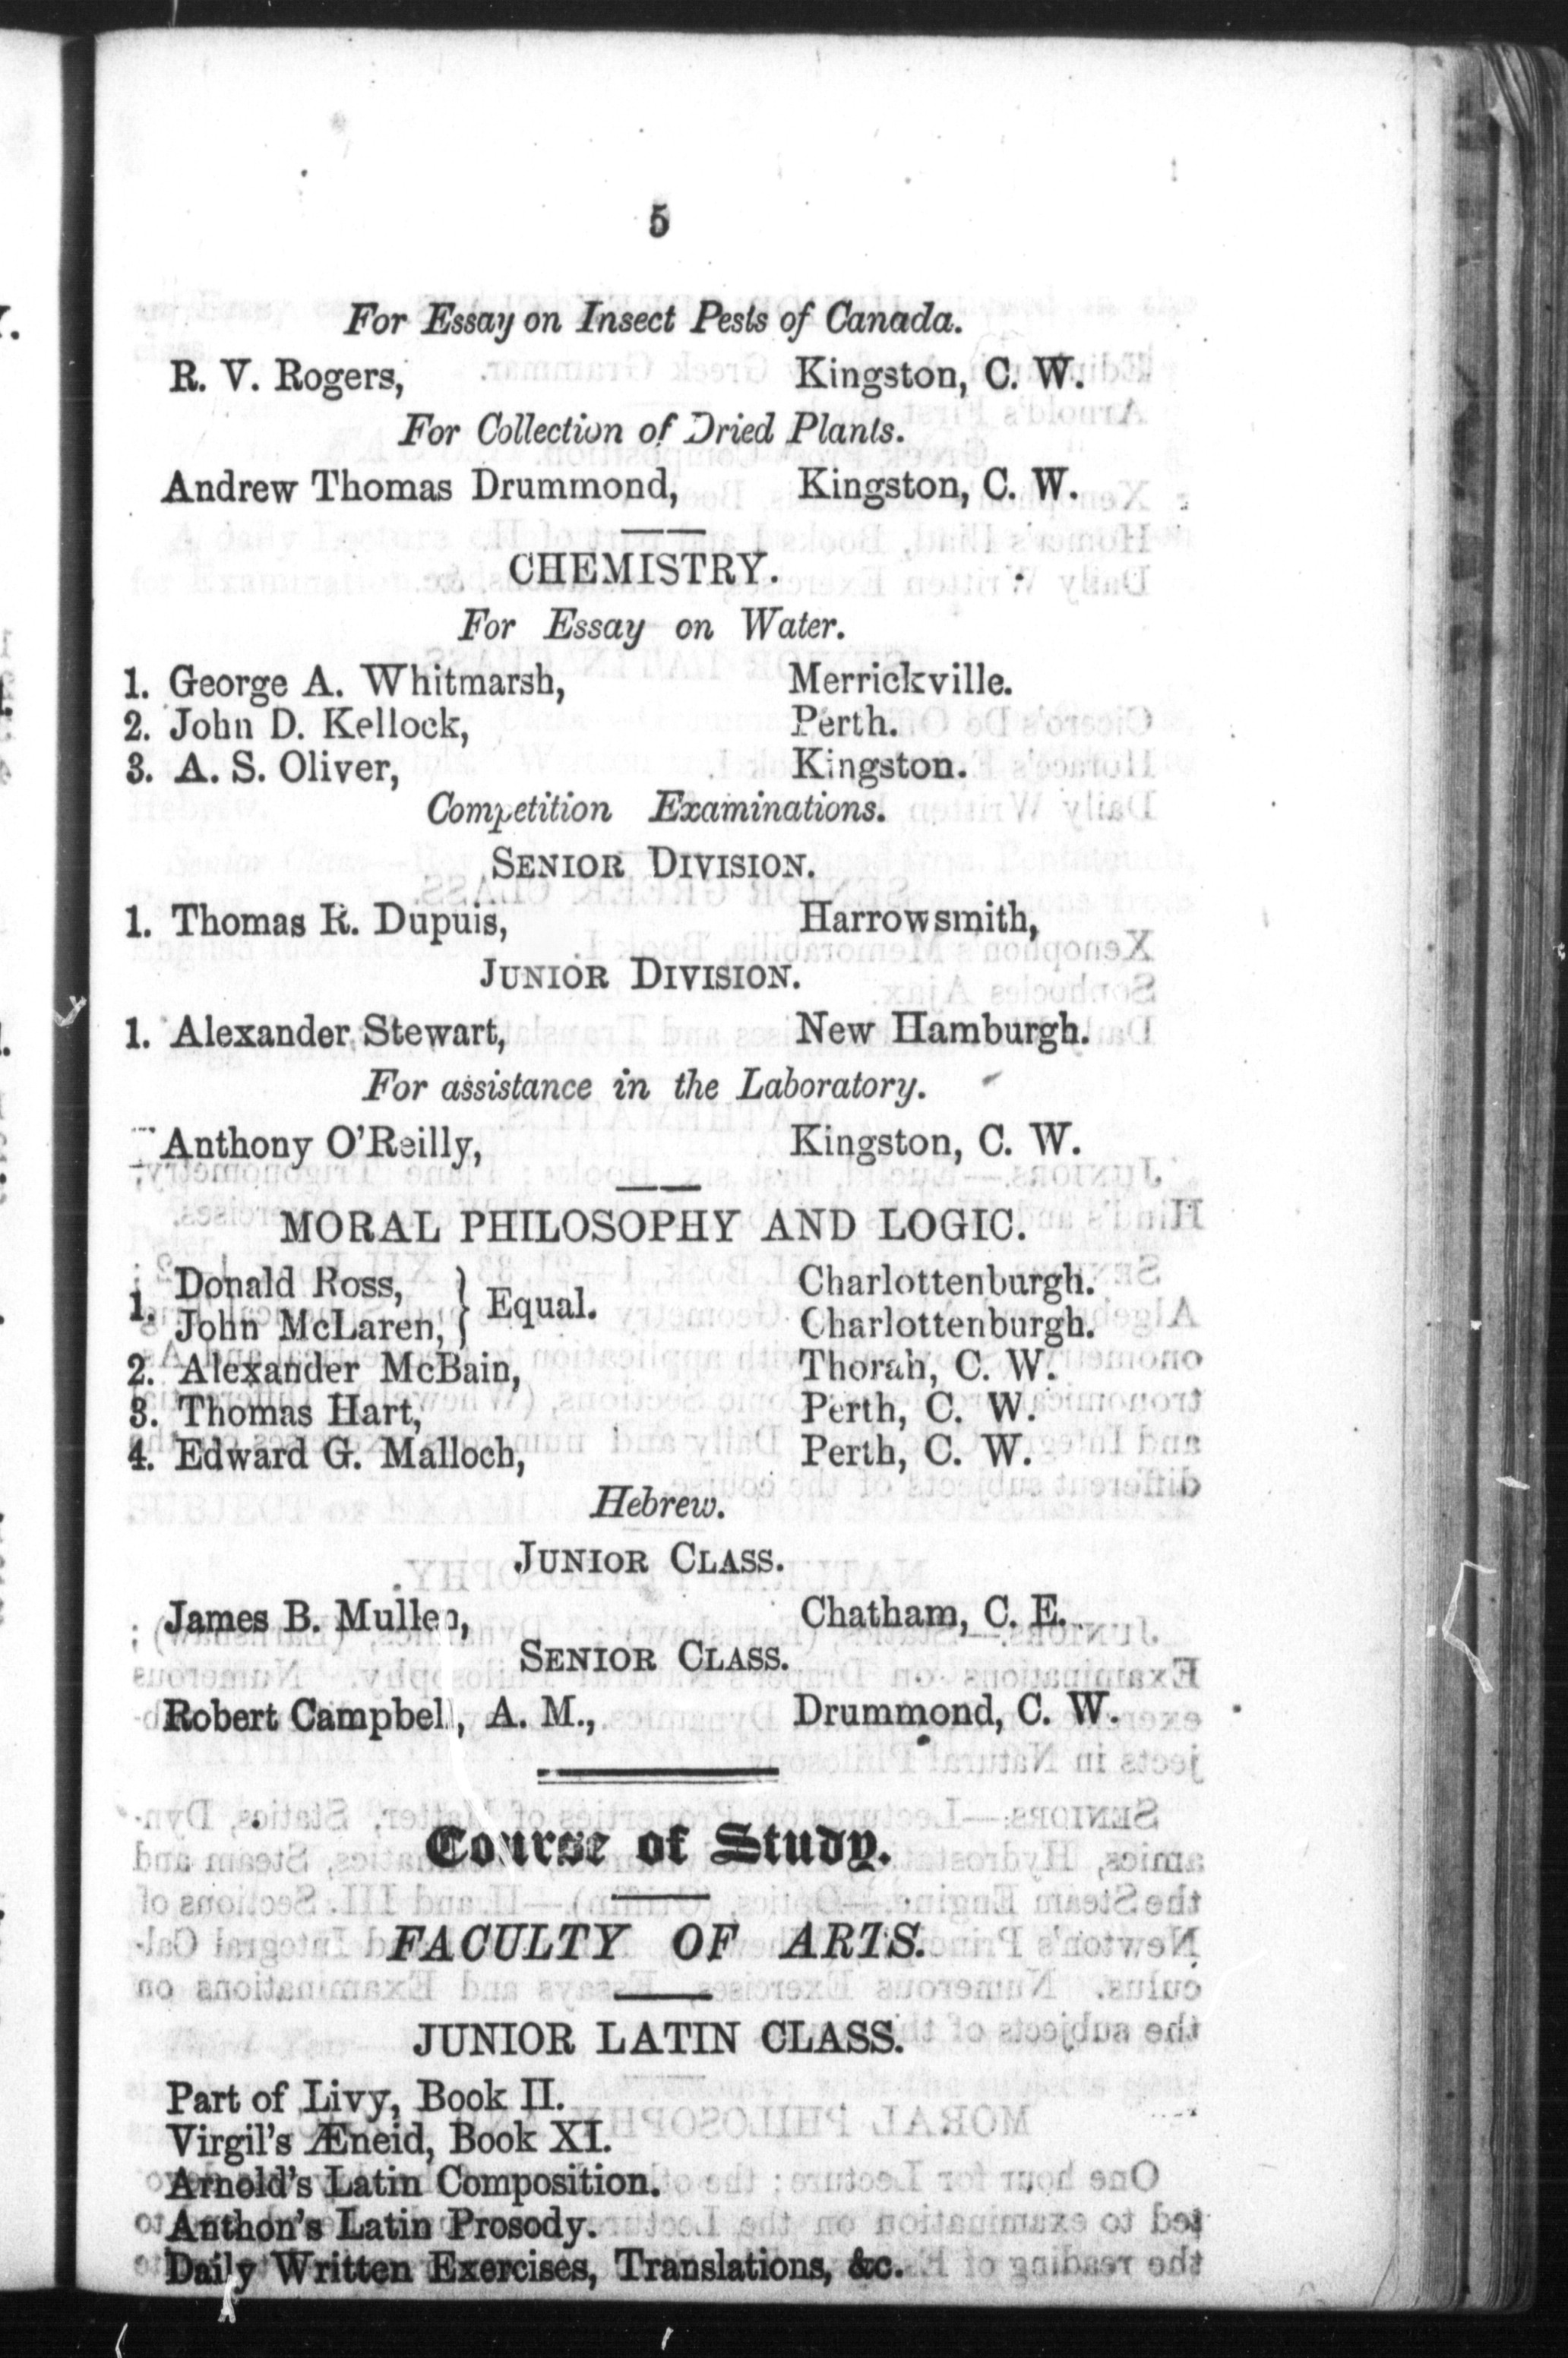 5
For Essay on Insect Pests of Canada.
R. V. Rogers, Kingston, C. W.
For Collection of Dried Plants.
Andrew Thomas Drummond, Kingston, C. W.
CHEMISTRY.
For Essay on Water.
1. George A. Whitmarsh, Merrickville.
2. John D. Kellock, Perth.
3. A. S. Oliver, Kingston.
Competition Examinations.
SENIOR DIVISION.
1. Thomas R. Dupuis, Harrowsmith,
JUNIOR DIVISION.
1. Alexander Stewart, New Hamburgh.
For assistance in the Laboratory.
Anthony O'Reilly, Kingston, C. W.
MORAL PHILOSOPHY AND LOGIC.
1. Donald Ross, } Equal. Charlottenburgh.
John McLaren, } Charlottenburgh.
2. Alexander McBain, Thorah, C. W.
3. Thomas Hart, Perth, C. W.
4. Edward G. Malloch, Perth, C. W.
Hebrew.
JUNIOR CLASS.
James B. Mullen, Chatham, C. E.
SENIOR CLASS.
Robert Campbell, A. M., Drummond, C. W.
Course of Study.
FACULTY OF ARTS.
JUNIOR LATIN CLASS.
Part of Livy, Book II.
Virgil's Æneid, Book XI.
Arnold's Latin Composition.
Anthon's Latin Prosody.
Daily Written Exercises, Translations, &c.